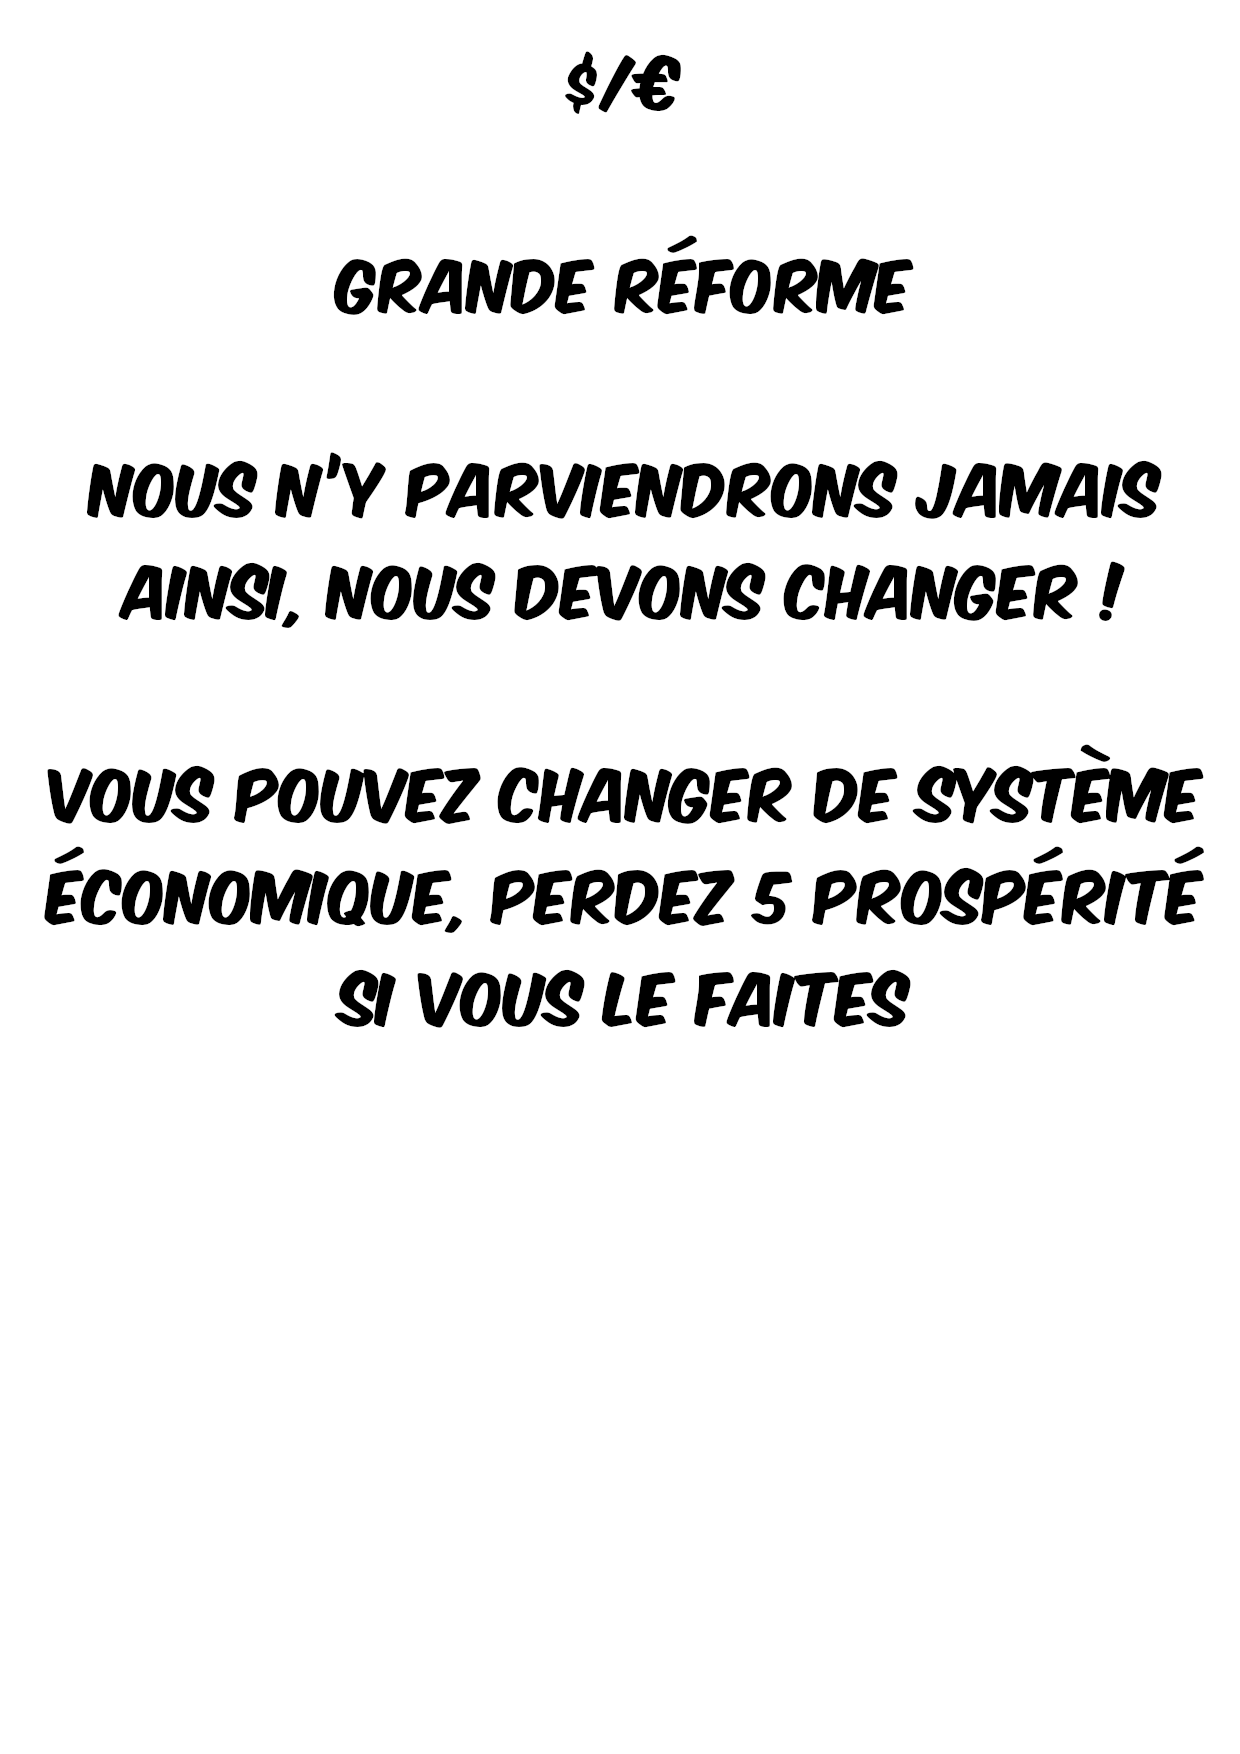 $/€
GRANDE RÉFORME
NOUS N'Y PARVIENDRONS JAMAIS
AINSI, NOUS DEVONS CHANGER !
VOUS POUVEZ CHANGER DE SYSTÈME
ÉCONOMIQUE, PERDEZ 5 PROSPÉRITÉ
SI VOUS LE FAITES